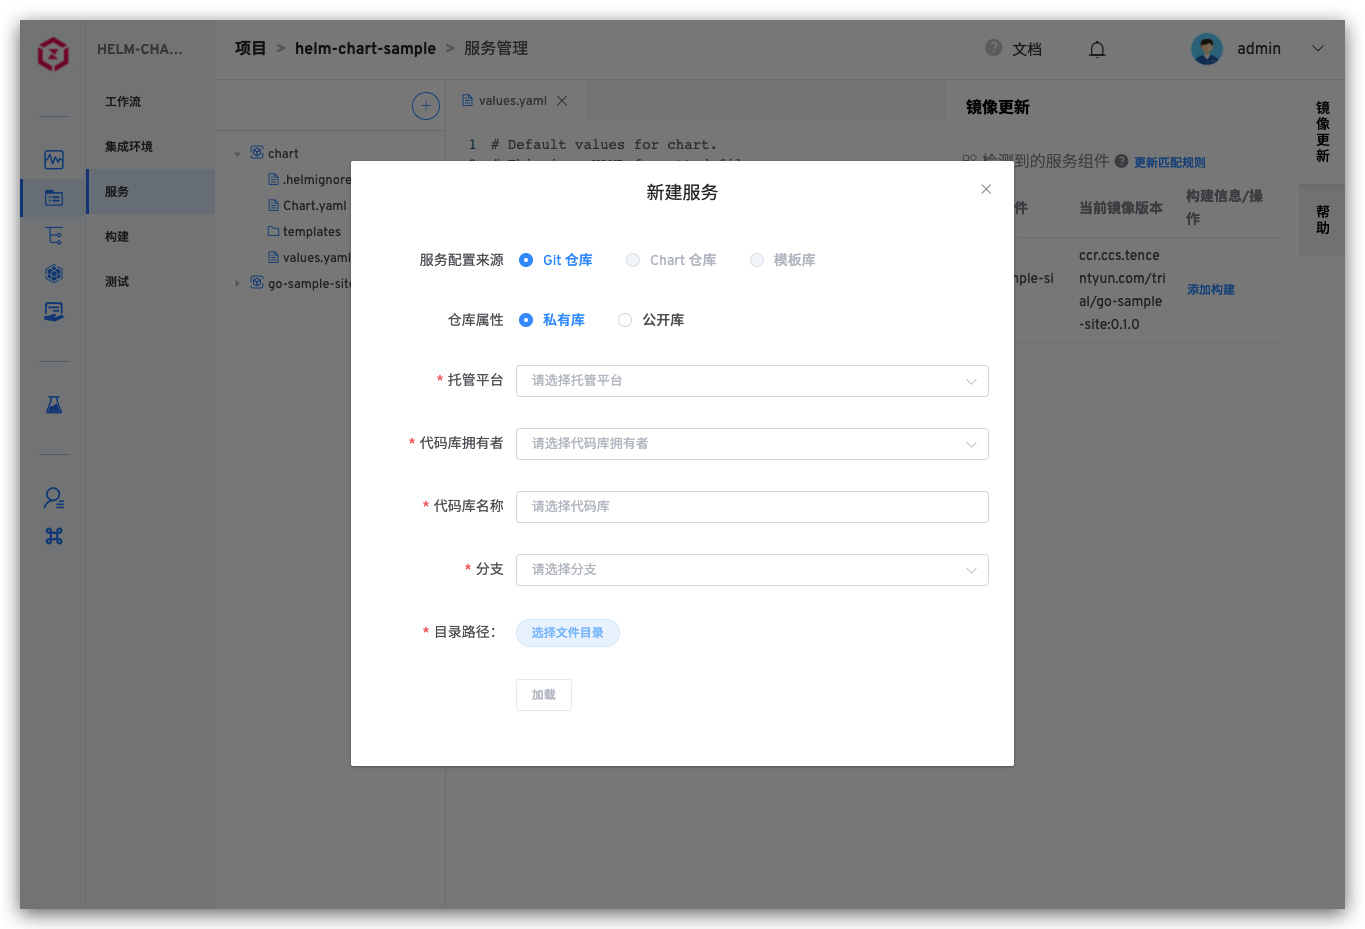 HELM-CHA...
项目 > helm-chart-sample > 服务管理
文档
admin
工作流
集成环境
服务
构建
测试
chart
.helmignore
Chart.yaml
templates
values.yaml
go-sample-site
values.yaml
1 # Default values for chart.
镜像更新
检测到的服务组件
更新匹配规则
件
当前镜像版本
构建信息/操作
mple-si
ccr.ccs.tence
ntyun.com/tri
al/go-sample
-site:0.1.0
添加构建
镜像更新
帮助
新建服务
服务配置来源 Git 仓库 Chart 仓库 模板库
仓库属性 私有库 公开库
* 托管平台 请选择托管平台
* 代码库拥有者 请选择代码库拥有者
* 代码库名称 请选择代码库
* 分支 请选择分支
* 目录路径： 选择文件目录
加载